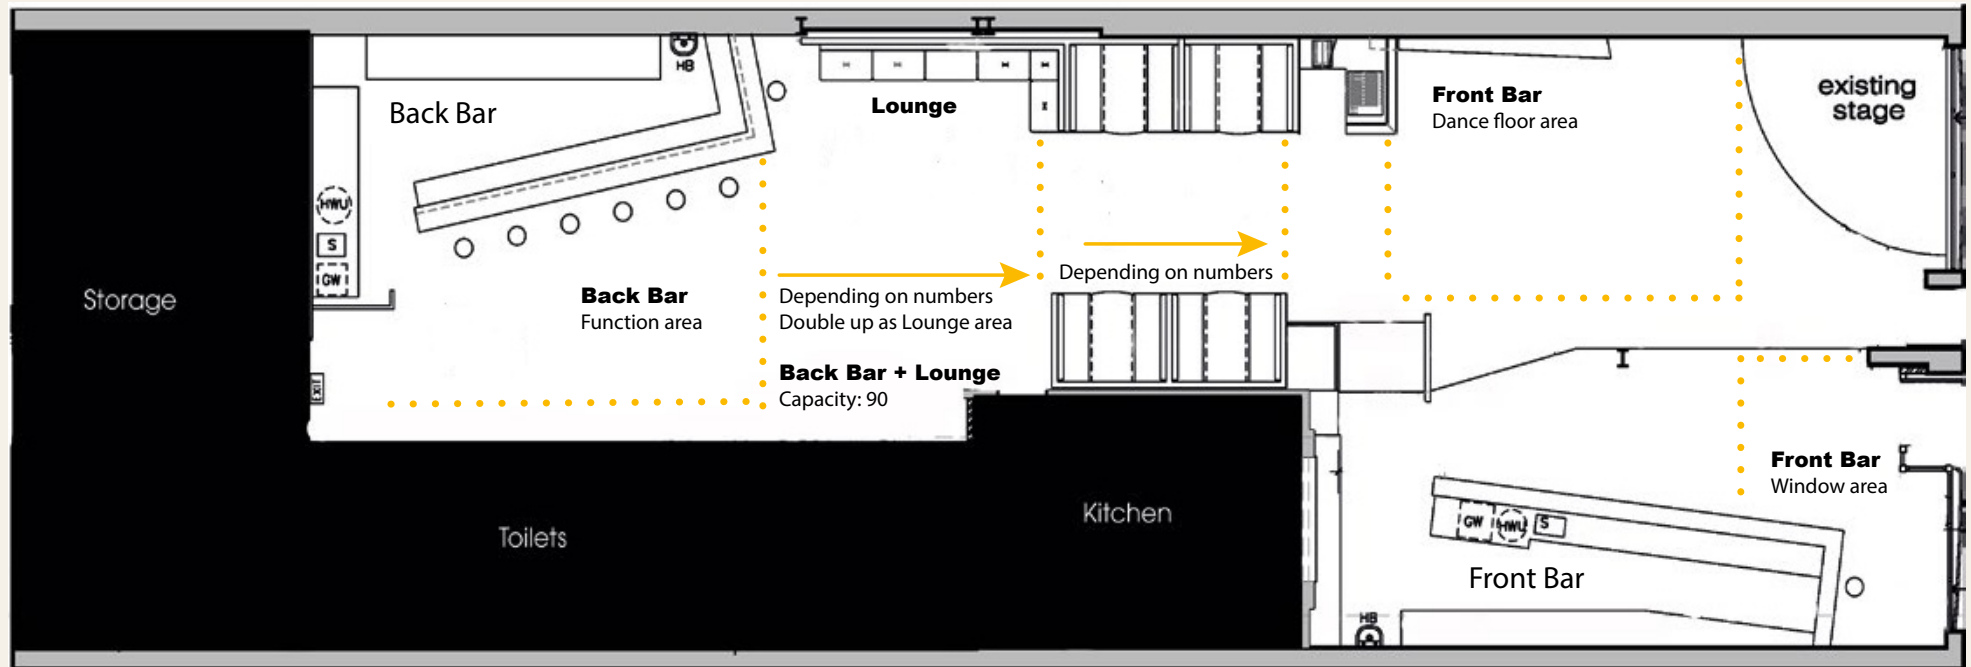 HB
Back Bar
HWU
S
GW
Storage
EXIT
Back Bar
Function area
Lounge
Depending on numbers
Double up as Lounge area
Back Bar + Lounge
Capacity: 90
Depending on numbers
Front Bar
Dance floor area
existing
stage
Toilets
Kitchen
Front Bar
Window area
GW
HWU
S
Front Bar
HB